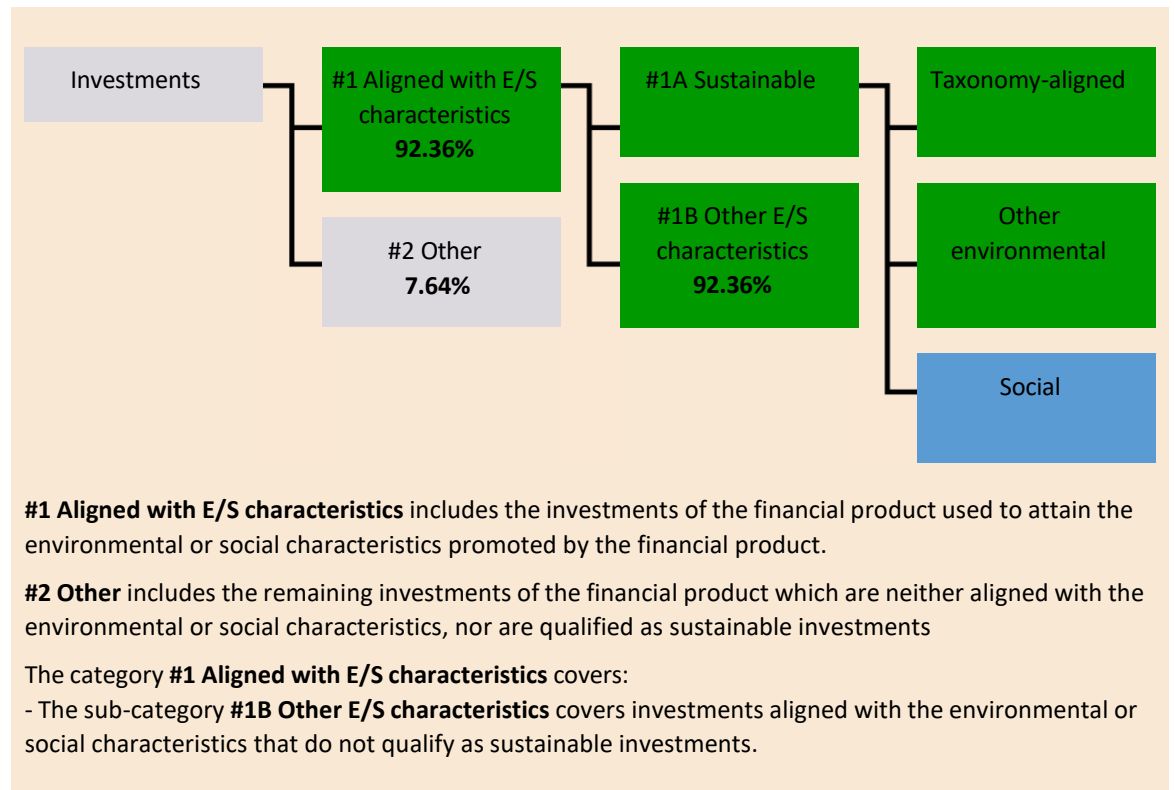 Investments
#1 Aligned with E/S
characteristics
92.36%
#2 Other
7.64%
#1A Sustainable
#1B Other E/S
characteristics
92.36%
Taxonomy-aligned
Other
environmental
Social
#1 Aligned with E/S characteristics includes the investments of the financial product used to attain the
environmental or social characteristics promoted by the financial product.
#2 Other includes the remaining investments of the financial product which are neither aligned with the
environmental or social characteristics, nor are qualified as sustainable investments
The category #1 Aligned with E/S characteristics covers:
- The sub-category #1B Other E/S characteristics covers investments aligned with the environmental or
social characteristics that do not qualify as sustainable investments.